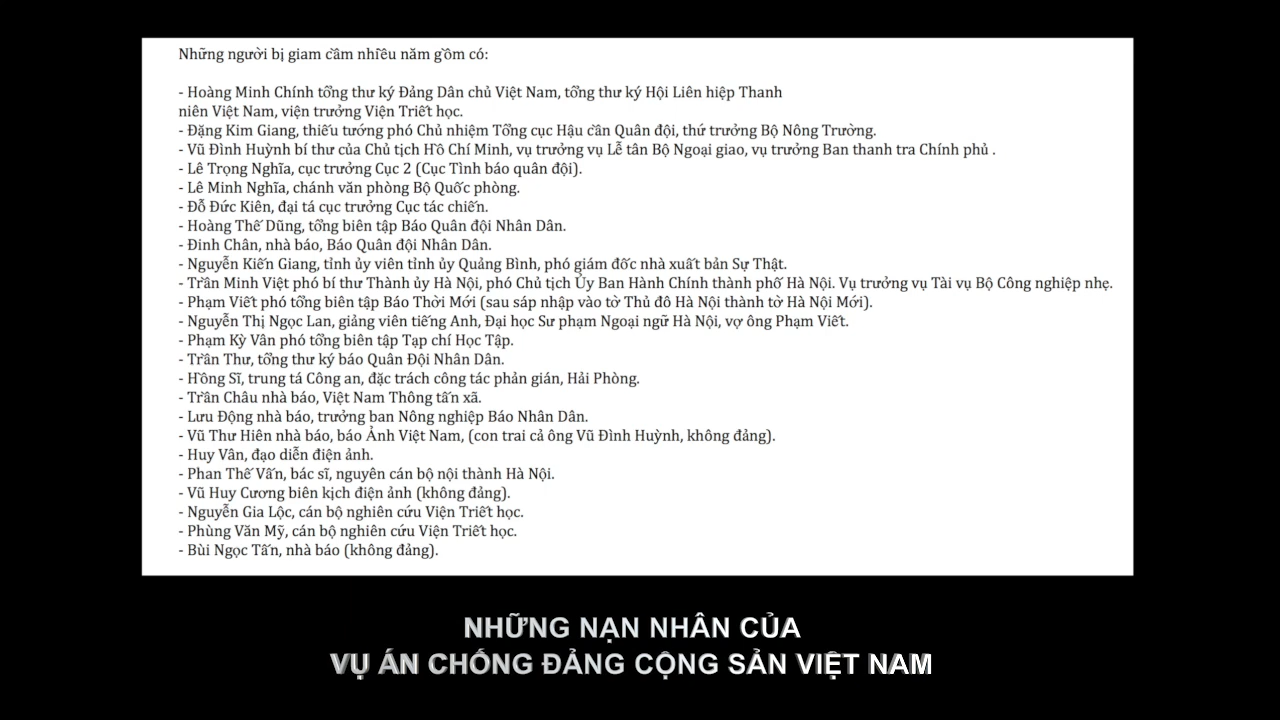 Những người bị giam cầm nhiều năm gồm có:
- Hoàng Minh Chính tổng thư ký Đảng Dân chủ Việt Nam, tổng thư ký Hội Liên hiệp Thanh
niên Việt Nam, viện trưởng Viện Triết học.
- Đặng Kim Giang, thiếu tướng phó Chủ nhiệm Tổng cục Hậu cần Quân đội, thứ trưởng Bộ Nông Trường.
- Vũ Đình Huỳnh bí thư của Chủ tịch Hồ Chí Minh, vụ trưởng vụ Lễ tân Bộ Ngoại giao, vụ trưởng Ban thanh tra Chính phủ .
- Lê Trọng Nghĩa, cục trưởng Cục 2 (Cục Tình báo quân đội).
- Lê Minh Nghĩa, chánh văn phòng Bộ Quốc phòng.
- Đỗ Đức Kiên, đại tá cục trưởng Cục tác chiến.
- Hoàng Thế Dũng, tổng biên tập Báo Quân đội Nhân Dân.
- Đinh Chân, nhà báo, Báo Quân đội Nhân Dân.
- Nguyễn Kiến Giang, tỉnh ủy viên tỉnh ủy Quảng Bình, phó giám đốc nhà xuất bản Sự Thật.
- Trần Minh Việt phó bí thư Thành ủy Hà Nội, phó Chủ tịch Ủy Ban Hành Chính thành phố Hà Nội. Vụ trưởng vụ Tài vụ Bộ Công nghiệp nhẹ.
- Phạm Viết phó tổng biên tập Báo Thời Mới (sau sáp nhập vào tờ Thủ đô Hà Nội thành tờ Hà Nội Mới).
- Nguyễn Thị Ngọc Lan, giảng viên tiếng Anh, Đại học Sư phạm Ngoại ngữ Hà Nội, vợ ông Phạm Viết.
- Phạm Kỳ Vân phó tổng biên tập Tạp chí Học Tập.
- Trần Thư, tổng thư ký báo Quân Đội Nhân Dân.
- Hồng Sĩ, trung tá Công an, đặc trách công tác phản gián, Hải Phòng.
- Trần Châu nhà báo, Việt Nam Thông tấn xã.
- Lưu Động nhà báo, trưởng ban Nông nghiệp Báo Nhân Dân.
- Vũ Thư Hiên nhà báo, báo Ảnh Việt Nam, (con trai cả ông Vũ Đình Huỳnh, không đảng).
- Huy Vân, đạo diễn điện ảnh.
- Phan Thế Vấn, bác sĩ, nguyên cán bộ nội thành Hà Nội.
- Vũ Huy Cương biên kịch điện ảnh (không đảng).
- Nguyễn Gia Lộc, cán bộ nghiên cứu Viện Triết học.
- Phùng Văn Mỹ, cán bộ nghiên cứu Viện Triết học.
- Bùi Ngọc Tấn, nhà báo (không đảng).
NHỮNG NẠN NHÂN CỦA
VỤ ÁN CHỐNG ĐẢNG CỘNG SẢN VIỆT NAM